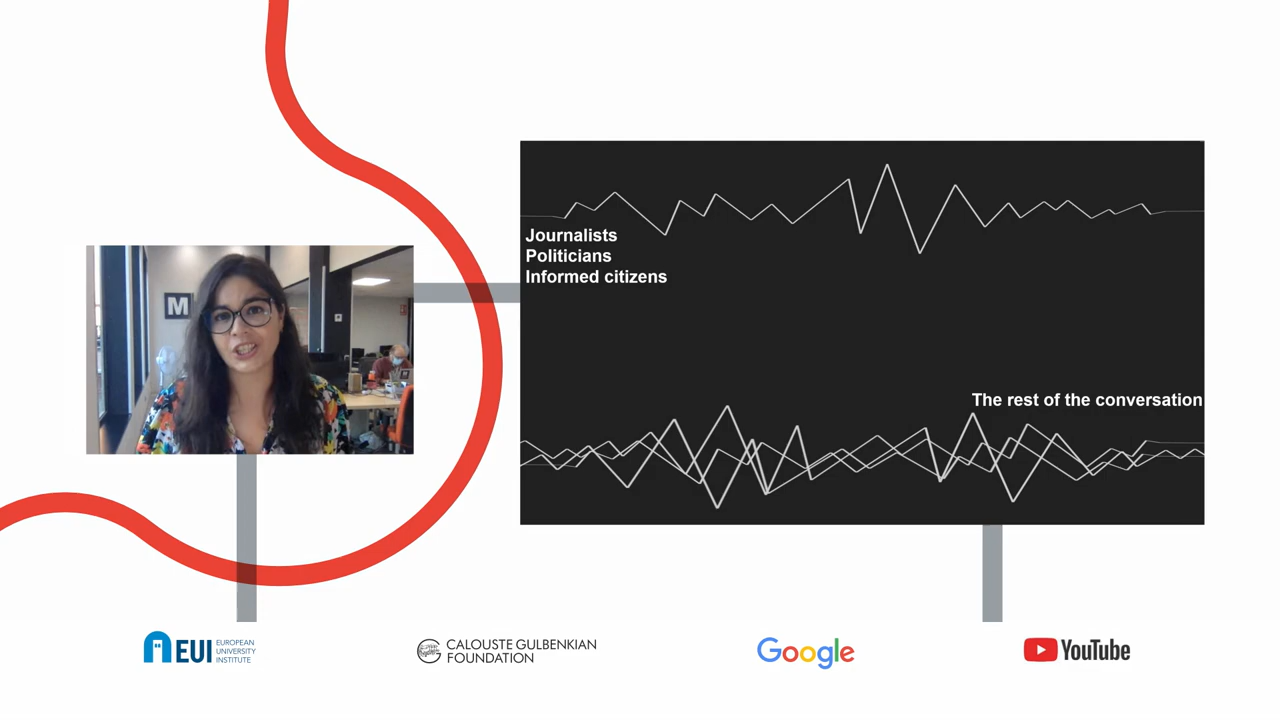 M
Journalists
Politicians
Informed citizens
The rest of the conversation
EUI EUROPEAN
UNIVERSITY
INSTITUTE
CALOUSTE GULBENKIAN
FOUNDATION
Google
YouTube